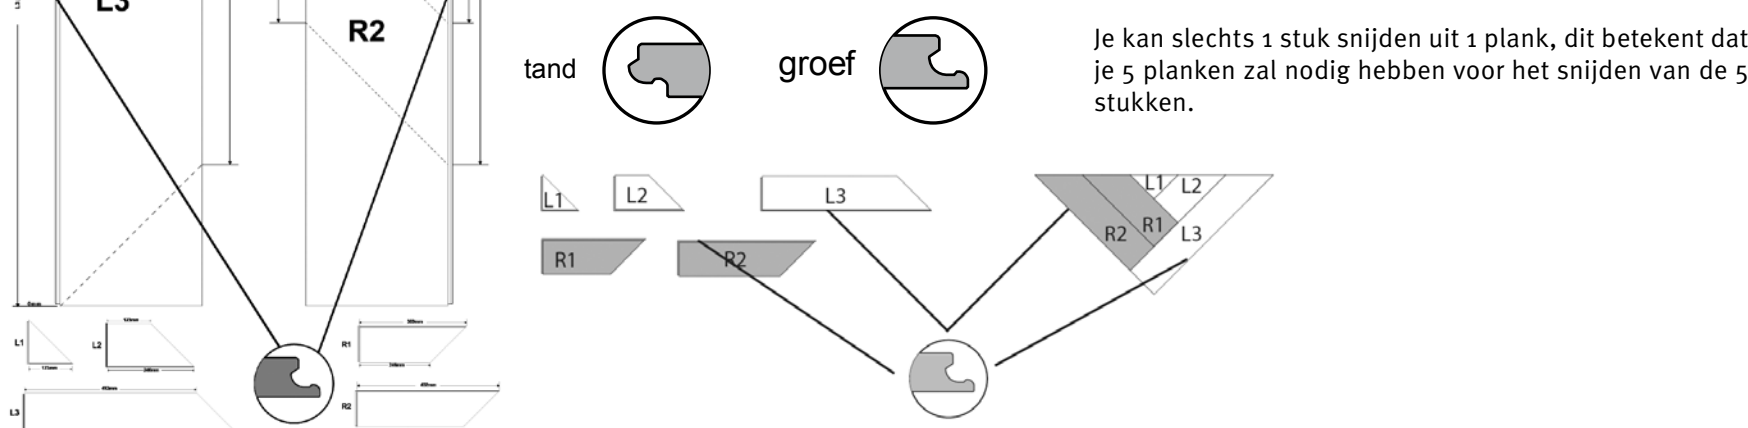 L3
R2
tand
groef
Je kan slechts 1 stuk snijden uit 1 plank, dit betekent dat
je 5 planken zal nodig hebben voor het snijden van de 5
stukken.
L1
L2
L3
R1
R2
L1
L2
R1
R2
L3
L1
L2
R1
R2
L3